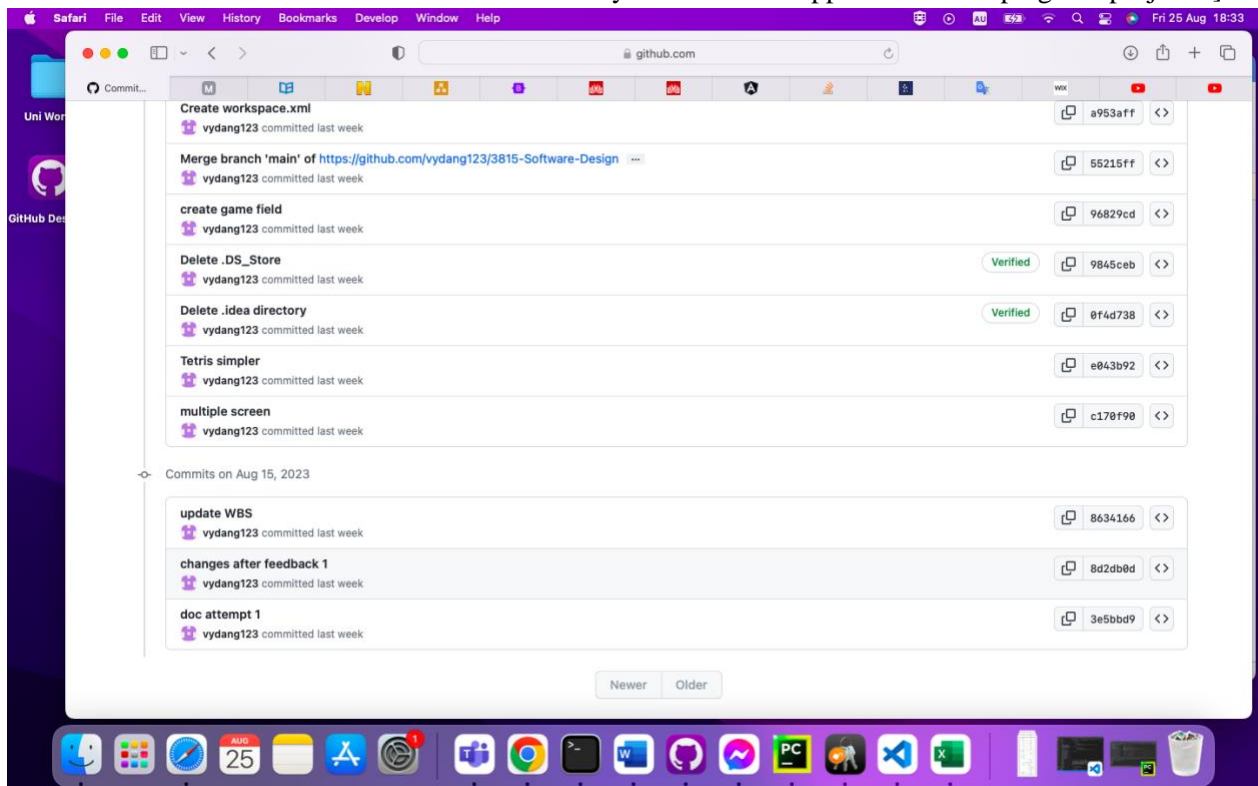 Safari File Edit View History Bookmarks Develop Window Help AU Fri 25 Aug 18:33
github.com
Commit... WIX
Uni Wor
GitHub Des
Create workspace.xml
vydang123 committed last week
a953aff
Merge branch 'main' of https://github.com/vydang123/3815-Software-Design ...
vydang123 committed last week
55215ff
create game field
vydang123 committed last week
96829cd
Delete .DS_Store
vydang123 committed last week
Verified 9845ceb
Delete .idea directory
vydang123 committed last week
Verified 0f4d738
Tetris simpler
vydang123 committed last week
e043b92
multiple screen
vydang123 committed last week
c170f90
Commits on Aug 15, 2023
update WBS
vydang123 committed last week
8634166
changes after feedback 1
vydang123 committed last week
8d2db0d
doc attempt 1
vydang123 committed last week
3e5bbd9
Newer Older
AUG
25
1
PC